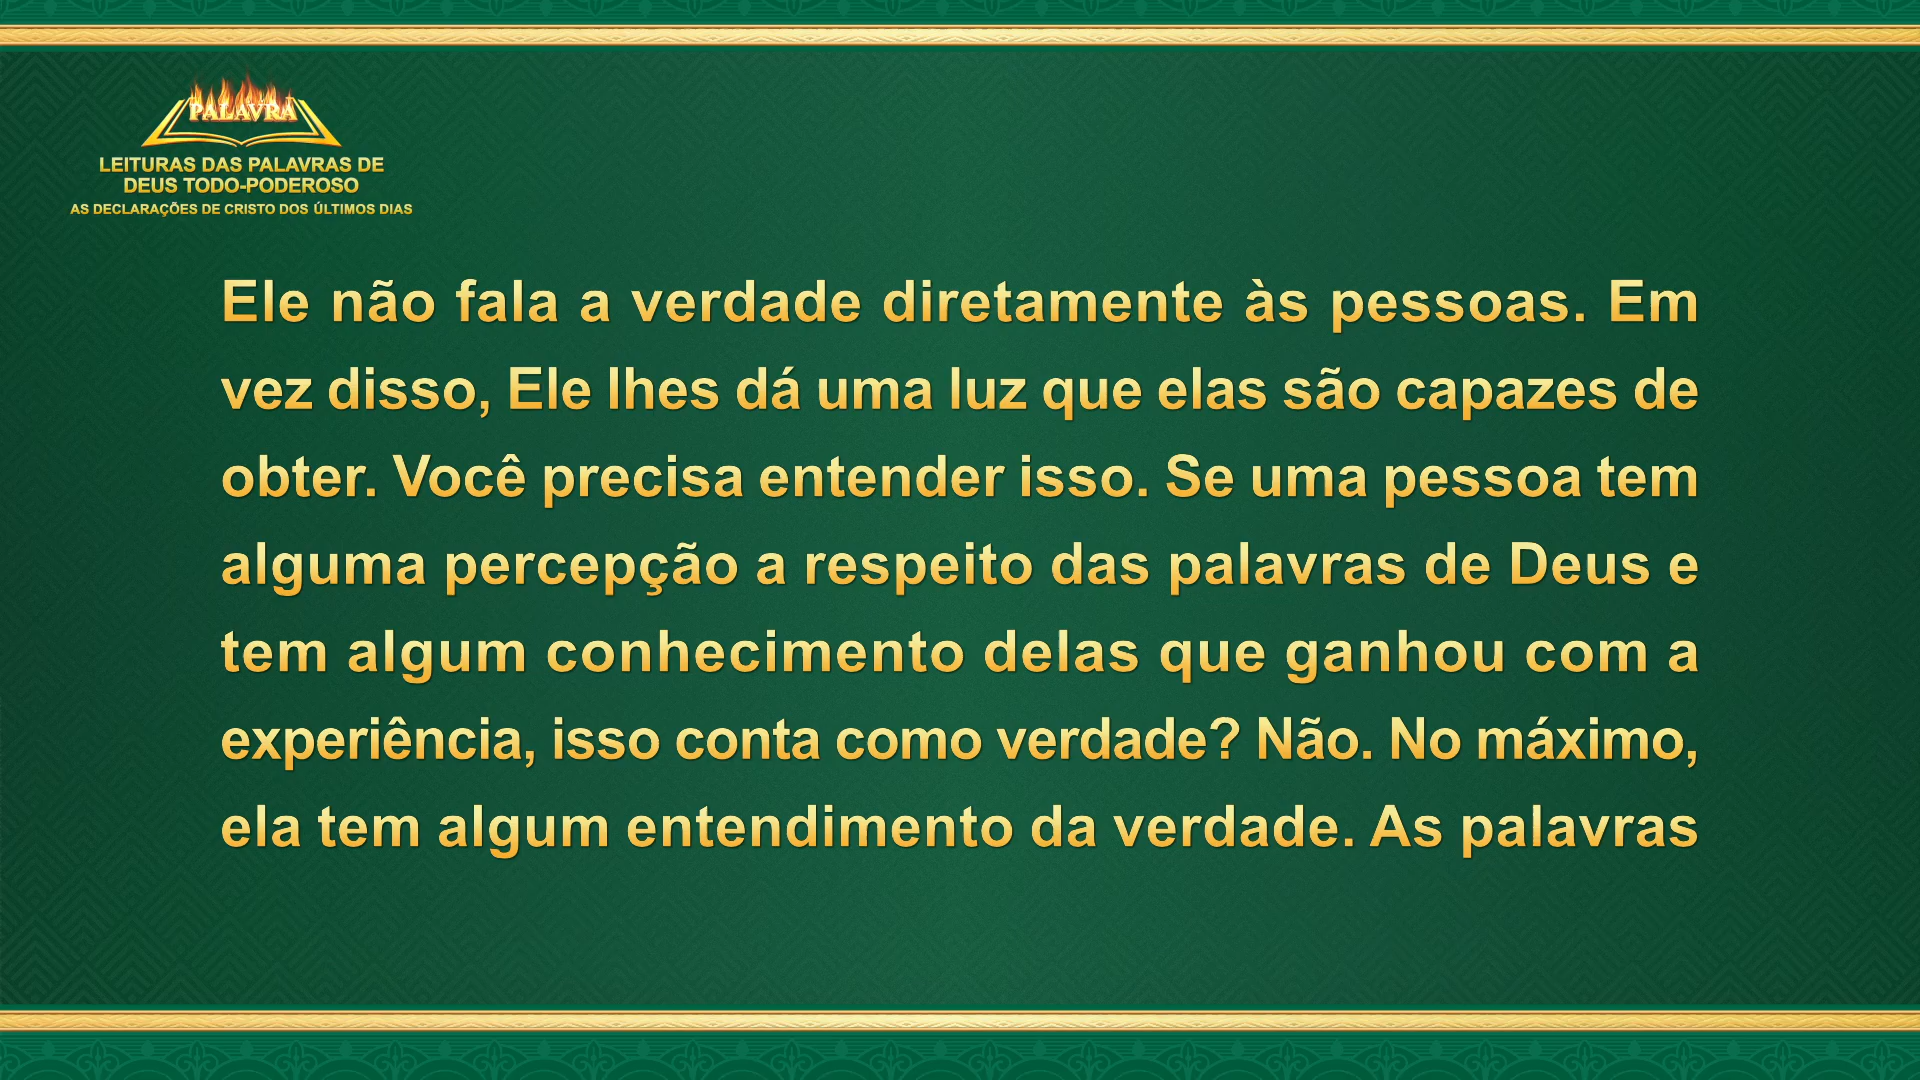 PALAVRA
LEITURAS DAS PALAVRAS DE
DEUS TODO-PODEROSO
AS DECLARAÇÕES DE CRISTO DOS ÚLTIMOS DIAS
Ele não fala a verdade diretamente às pessoas. Em
vez disso, Ele lhes dá uma luz que elas são capazes de
obter. Você precisa entender isso. Se uma pessoa tem
alguma percepção a respeito das palavras de Deus e
tem algum conhecimento delas que ganhou com a
experiência, isso conta como verdade? Não. No máximo,
ela tem algum entendimento da verdade. As palavras